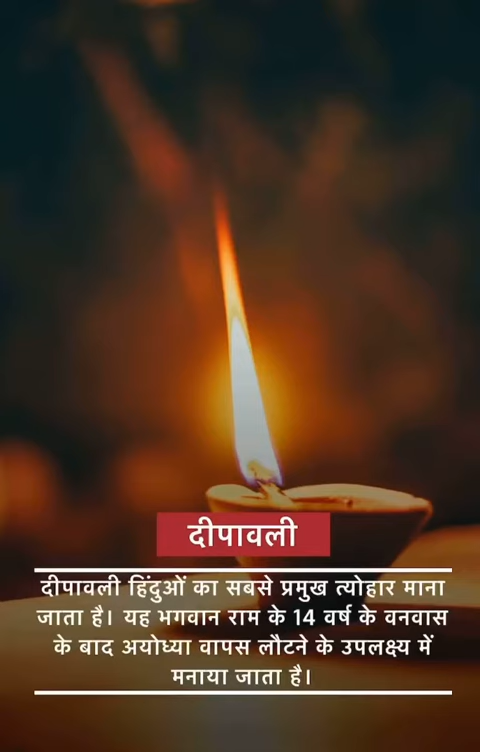 दीपावली
दीपावली हिंदुओं का सबसे प्रमुख त्योहार माना
जाता है। यह भगवान राम के 14 वर्ष के वनवास
के बाद अयोध्या वापस लौटने के उपलक्ष्य में
मनाया जाता है।